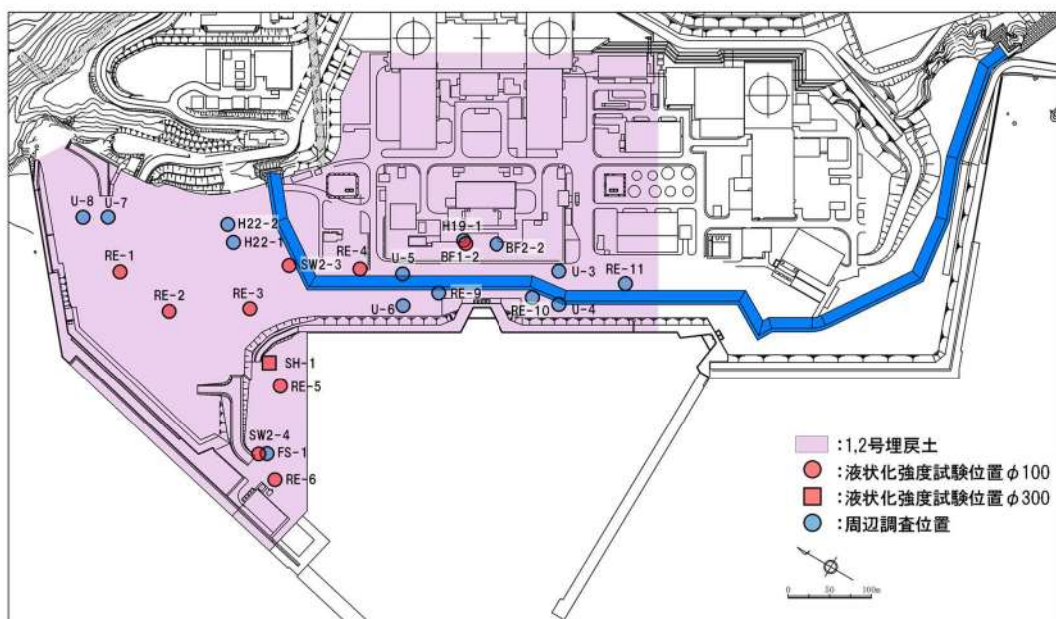 U-8
U-7
H22-2
H22-1
H19-1
BF1-2
BF2-2
RE-1
SW2-3
RE-4
U-5
U-3
RE-11
RE-2
RE-3
RE-9
U-6
RE-10
U-4
SH-1
RE-5
SW2-4
FS-1
RE-6
:1,2号埋戻土
:液状化強度試験位置φ100
:液状化強度試験位置φ300
:周辺調査位置
0 50 100m